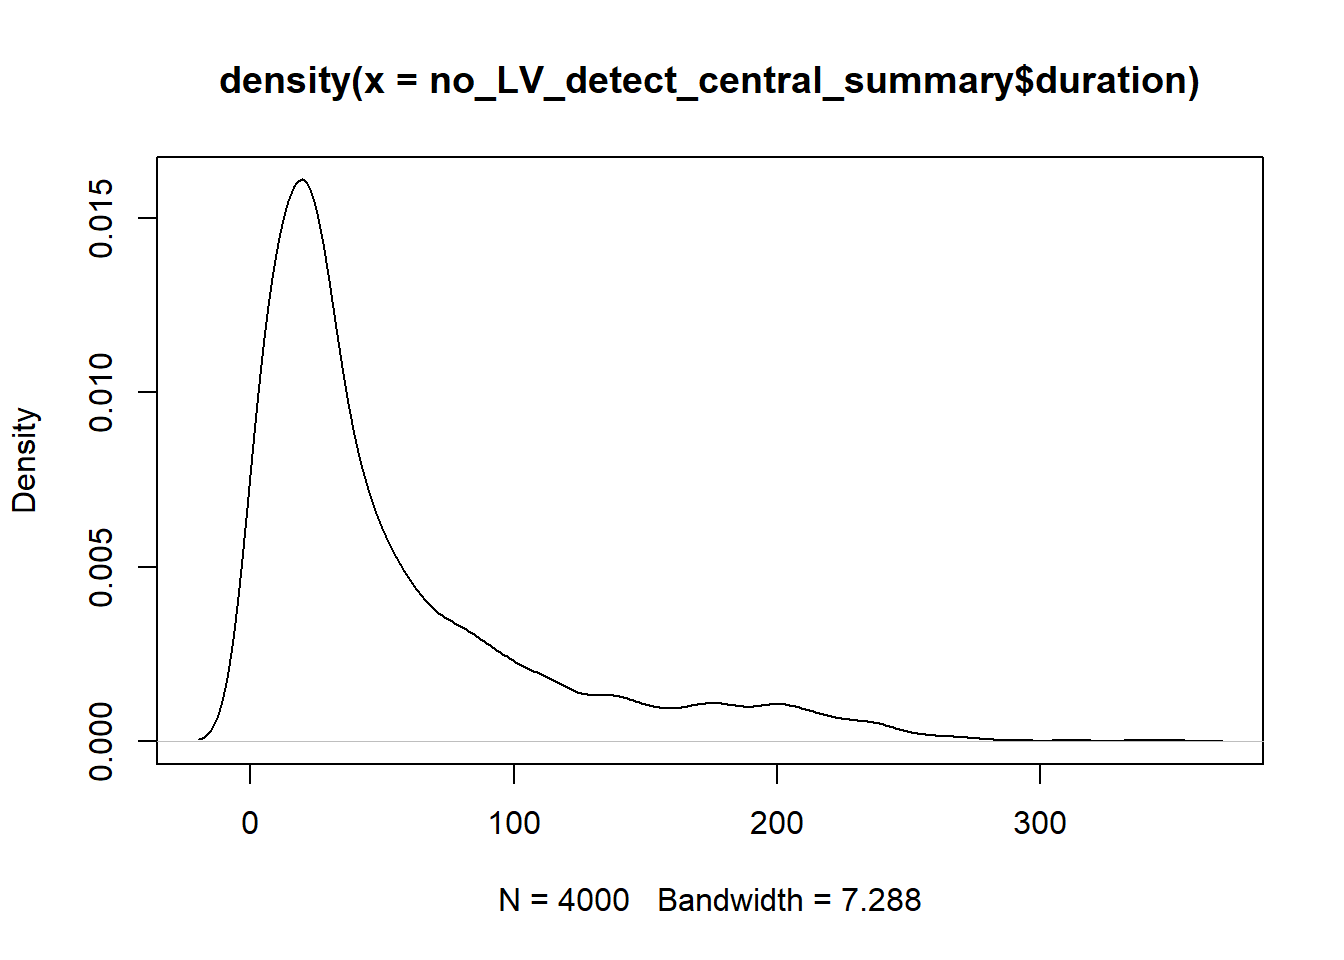 density(x = no_LV_detect_central_summary$duration)
Density
0.015
0.010
0.005
0.000
0 100 200 300
N = 4000 Bandwidth = 7.288